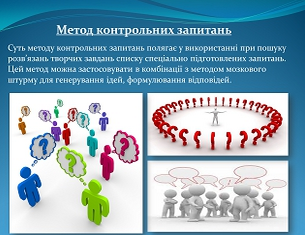 Метод контрольних запитань
Суть методу контрольних запитань полягає у використанні при пошуку
розв'язань творчих завдань списку спеціально підготовлених запитань.
Цей метод можна застосовувати в комбінації з методом мозкового
штурму для генерування ідей, формулювання відповідей.